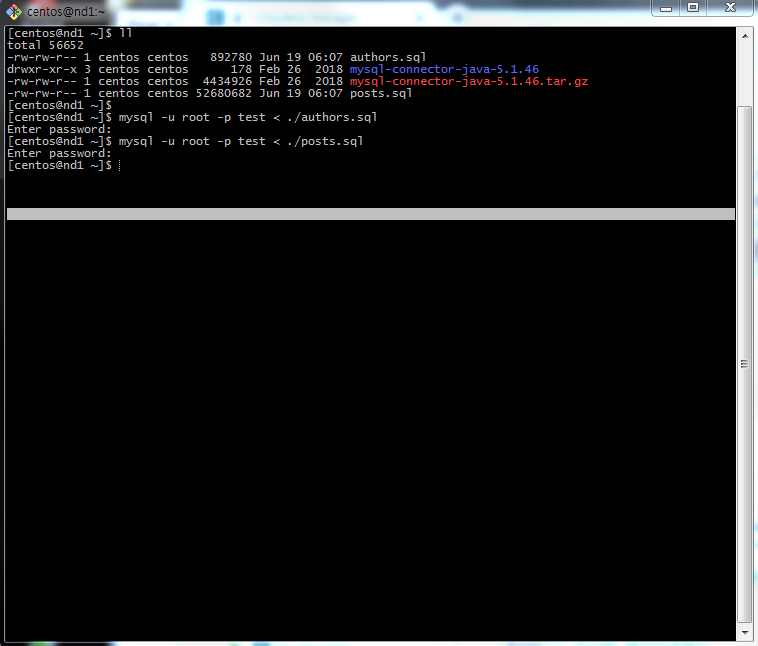 centos@nd1:~
[centos@nd1 ~]$ ll
total 56652
-rw-rw-r-- 1 centos centos   892780 Jun 19 06:07 authors.sql
drwxr-xr-x 3 centos centos      178 Feb 26  2018 mysql-connector-java-5.1.46
-rw-rw-r-- 1 centos centos  4434926 Feb 26  2018 mysql-connector-java-5.1.46.tar.gz
-rw-rw-r-- 1 centos centos 52680682 Jun 19 06:07 posts.sql
[centos@nd1 ~]$
[centos@nd1 ~]$ mysql -u root -p test < ./authors.sql
Enter password:
[centos@nd1 ~]$ mysql -u root -p test < ./posts.sql
Enter password:
[centos@nd1 ~]$